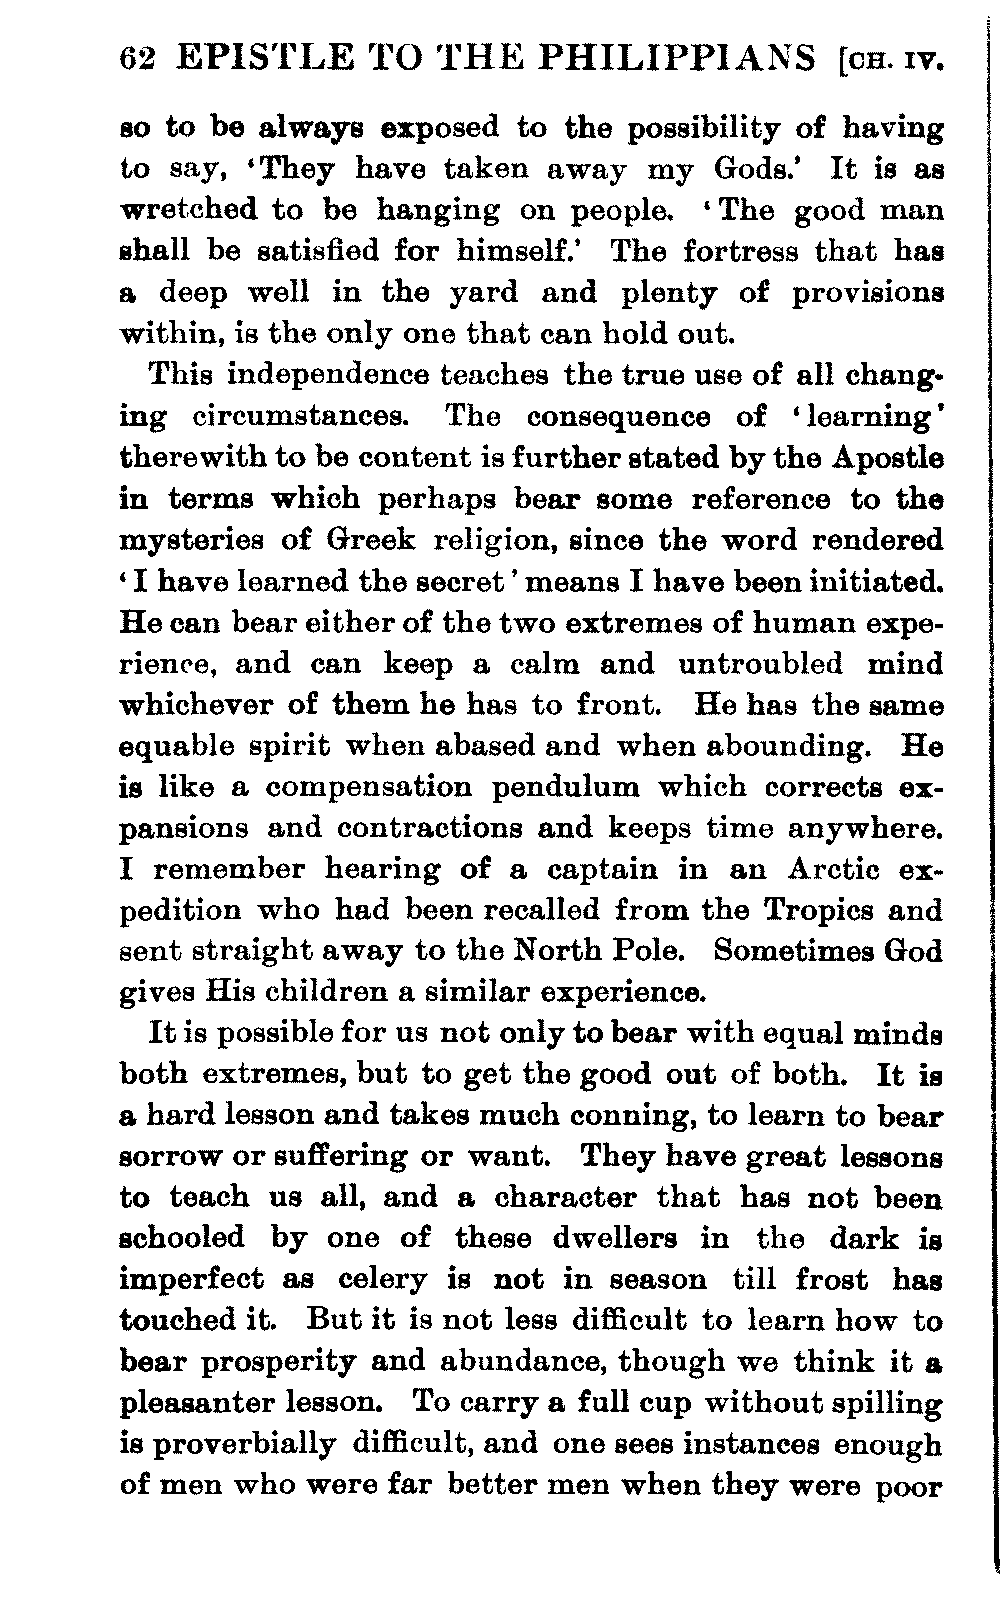 62 EPISTLE TO THE PHILIPPIANS [CH. IV.
so to be always exposed to the possibility of having
to say, ‘They have taken away my Gods.’ It is as
wretched to be hanging on people. ‘The good man
shall be satisfied for himself.’ The fortress that has
a deep well in the yard and plenty of provisions
within, is the only one that can hold out.
This independence teaches the true use of all chang-
ing circumstances. The consequence of ‘learning’
therewith to be content is further stated by the Apostle
in terms which perhaps bear some reference to the
mysteries of Greek religion, since the word rendered
‘I have learned the secret’ means I have been initiated.
He can bear either of the two extremes of human expe-
rience, and can keep a calm and untroubled mind
whichever of them he has to front. He has the same
equable spirit when abased and when abounding. He
is like a compensation pendulum which corrects ex-
pansions and contractions and keeps time anywhere.
I remember hearing of a captain in an Arctic ex-
pedition who had been recalled from the Tropics and
sent straight away to the North Pole. Sometimes God
gives His children a similar experience.
It is possible for us not only to bear with equal minds
both extremes, but to get the good out of both. It is
a hard lesson and takes much conning, to learn to bear
sorrow or suffering or want. They have great lessons
to teach us all, and a character that has not been
schooled by one of these dwellers in the dark is
imperfect as celery is not in season till frost has
touched it. But it is not less difficult to learn how to
bear prosperity and abundance, though we think it a
pleasanter lesson. To carry a full cup without spilling
is proverbially difficult, and one sees instances enough
of men who were far better men when they were poor